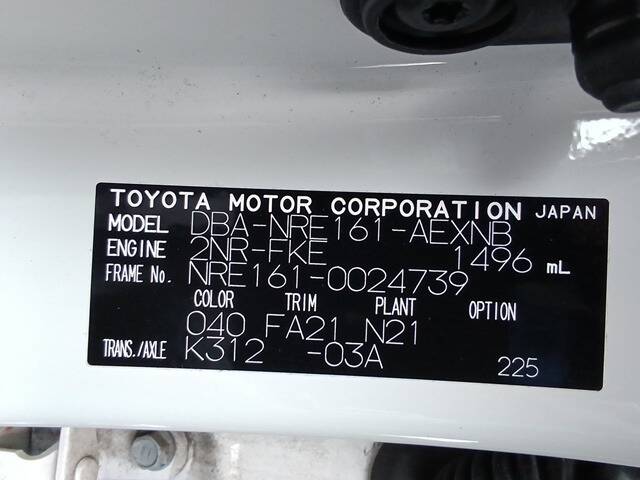 TOYOTA MOTOR CORPORATION JAPAN
MODEL DBA-NRE161-AEXNB
ENGINE 2NR-FKE 1496 mL
FRAME No. NRE161-0024739
COLOR TRIM PLANT OPTION
040 FA21 N21
TRANS./AXLE K312 -03A
225